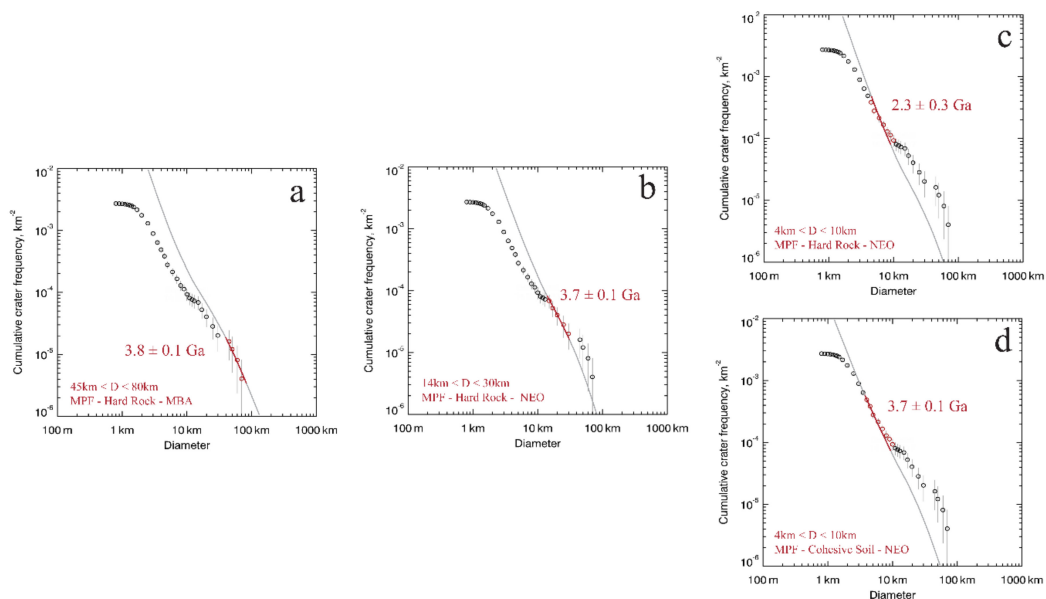 a
Cumulative crater frequency, km-2
10-2
10-3
10-4
10-5
10-6
3.8 ± 0.1 Ga
45km < D < 80km
MPF - Hard Rock - MBA
100 m 1 km 10 km 100 km 1000 km
Diameter
b
Cumulative crater frequency, km-2
10-2
10-3
10-4
10-5
10-6
3.7 ± 0.1 Ga
14km < D < 30km
MPF - Hard Rock - NEO
100 m 1 km 10 km 100 km 1000 km
Diameter
c
Cumulative crater frequency, km-2
10-2
10-3
10-4
10-5
10-6
2.3 ± 0.3 Ga
4km < D < 10km
MPF - Hard Rock - NEO
100 m 1 km 10 km 100 km 1000 km
Diameter
d
Cumulative crater frequency, km-2
10-2
10-3
10-4
10-5
10-6
3.7 ± 0.1 Ga
4km < D < 10km
MPF - Cohesive Soil - NEO
100 m 1 km 10 km 100 km 1000 km
Diameter